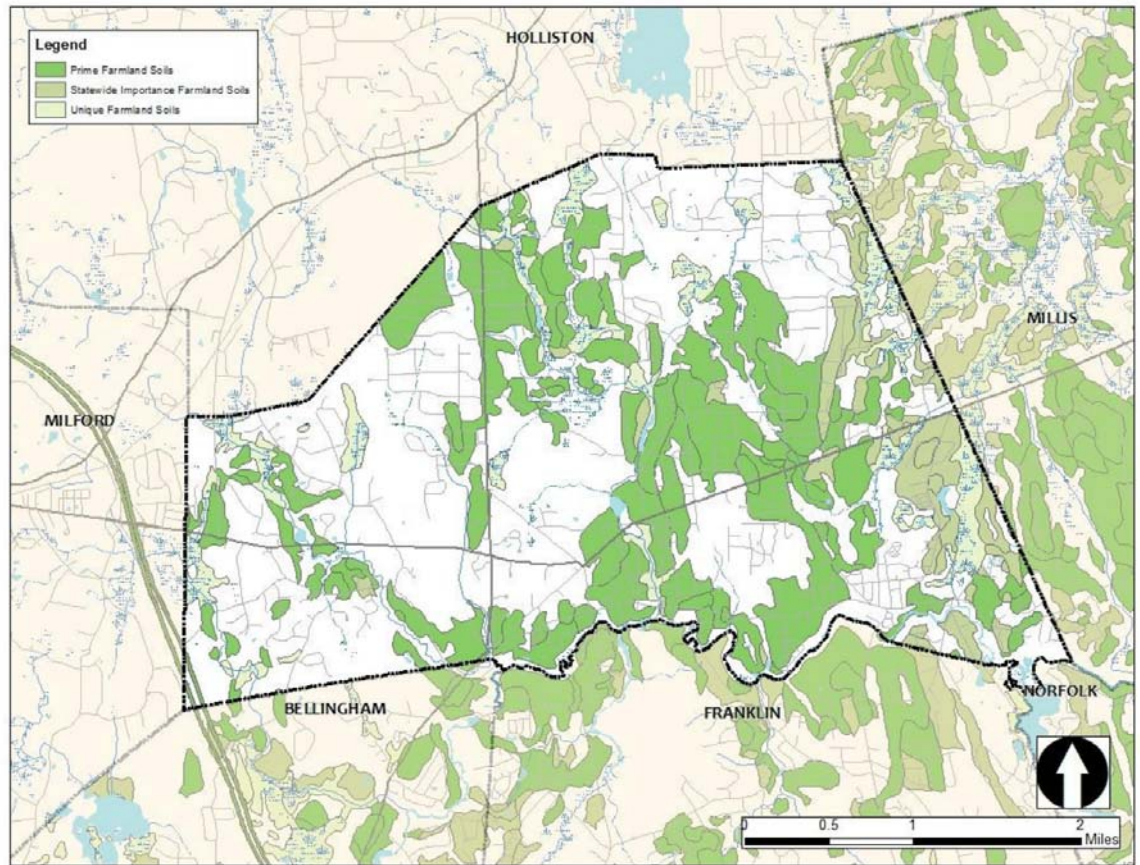 HOLLISTON
Legend
Prime Farmland Soils
Statewide Importance Farmland Soils
Unique Farmland Soils
MILLIS
MILFORD
NORFOLK
BELLINGHAM
FRANKLIN
0 0.5 1 2
Miles